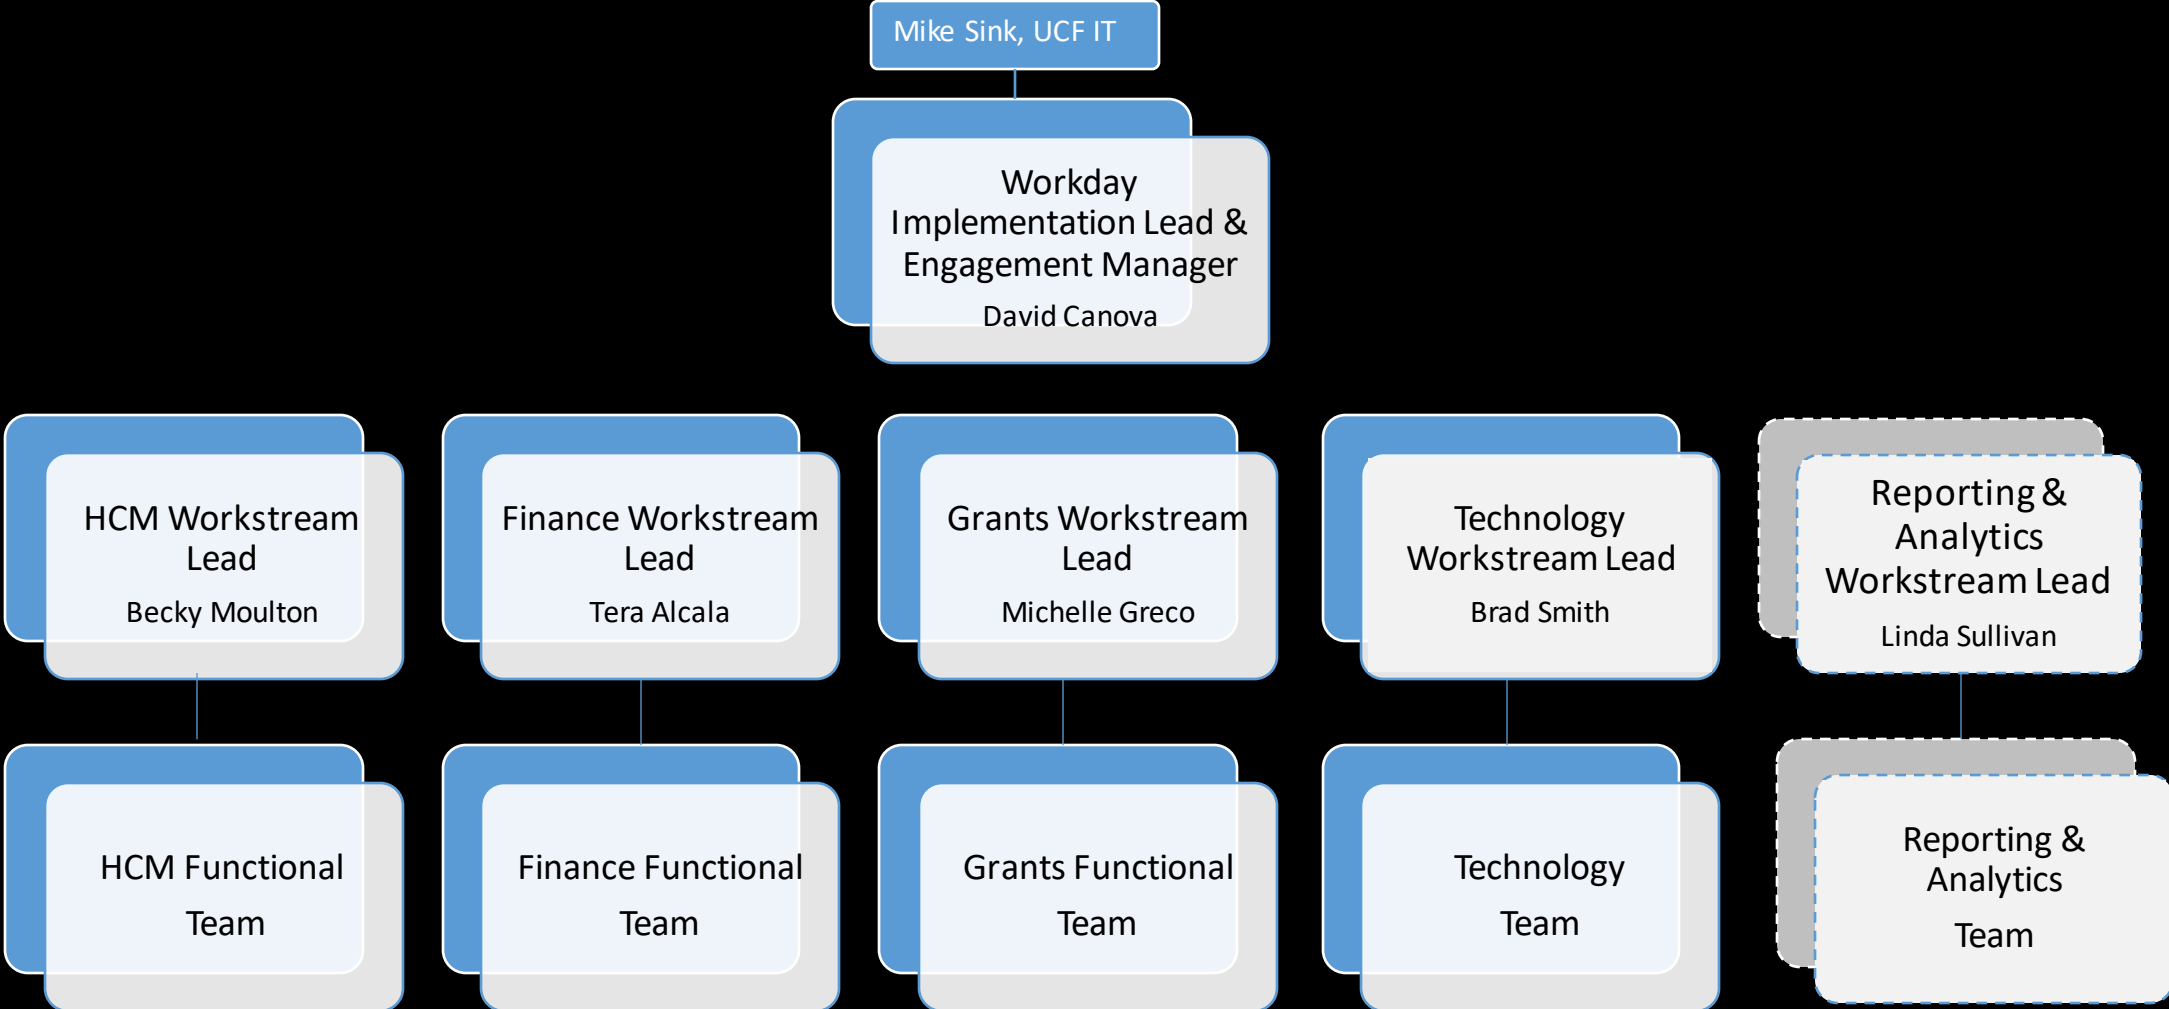 Mike Sink, UCF IT
Workday
Implementation Lead &
Engagement Manager
David Canova
HCM Workstream
Lead
Becky Moulton
Finance Workstream
Lead
Tera Alcala
Grants Workstream
Lead
Michelle Greco
Technology
Workstream Lead
Brad Smith
Reporting &
Analytics
Workstream Lead
Linda Sullivan
HCM Functional
Team
Finance Functional
Team
Grants Functional
Team
Technology
Team
Reporting &
Analytics
Team